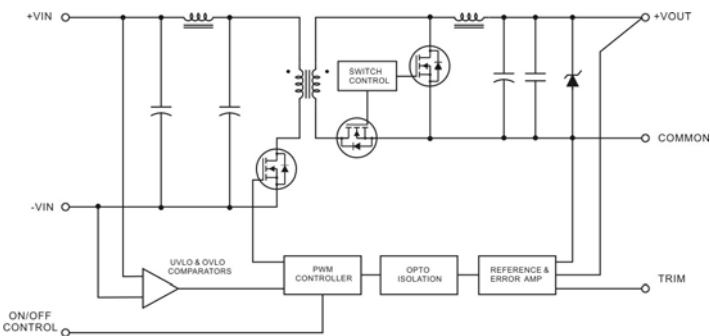 +VIN
+VOUT
SWITCH
CONTROL
COMMON
-VIN
UVLO & OVLO
COMPARATORS
PWM
CONTROLLER
OPTO
ISOLATION
REFERENCE &
ERROR AMP
TRIM
ON/OFF
CONTROL